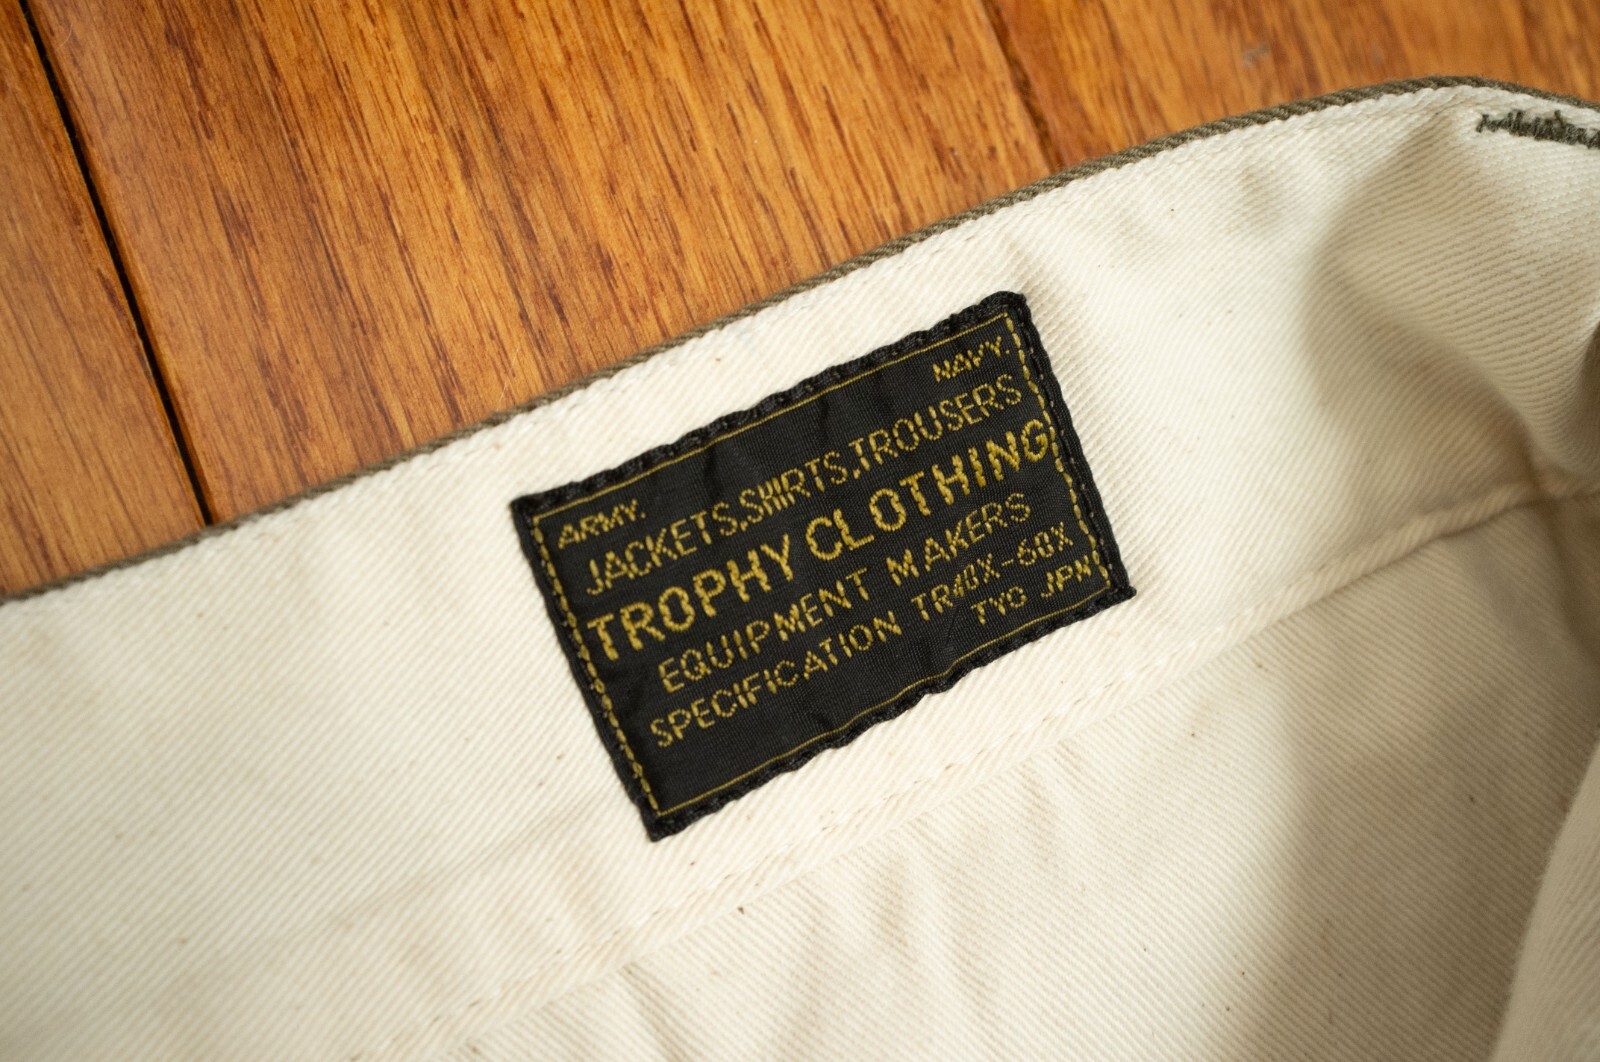 ARMY. NAVY.
JACKETS,SHIRTS,TROUSERS
TROPHY CLOTHING
EQUIPMENT MAKERS
SPECIFICATION TR40X-60X
TYO JPN